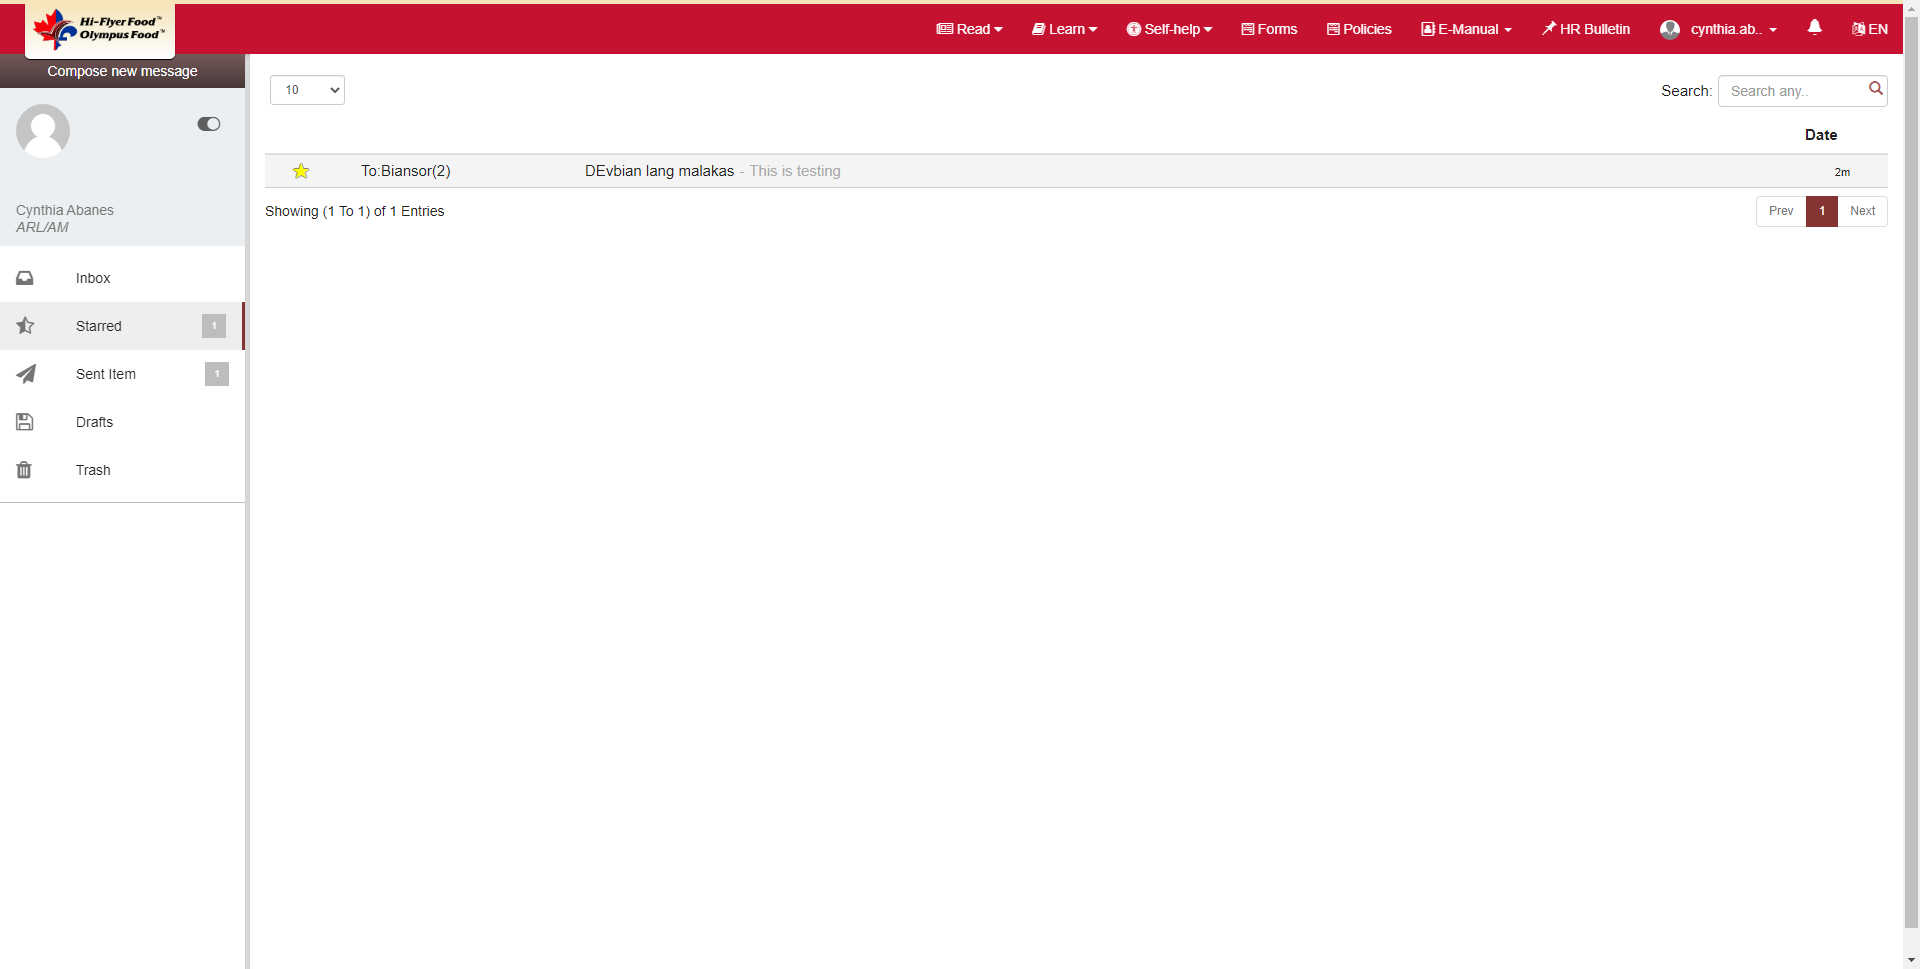 Hi-Flyer Food™
Olympus Food™
Read
Learn
Self-help
Forms
Policies
E-Manual
HR Bulletin
cynthia.ab..
EN
Compose new message
Cynthia Abanes
ARL/AM
Inbox
Starred 1
Sent Item 1
Drafts
Trash
10
Search: Search any..
Date
To:Biansor(2) DEvbian lang malakas - This is testing 2m
Showing (1 To 1) of 1 Entries
Prev 1 Next